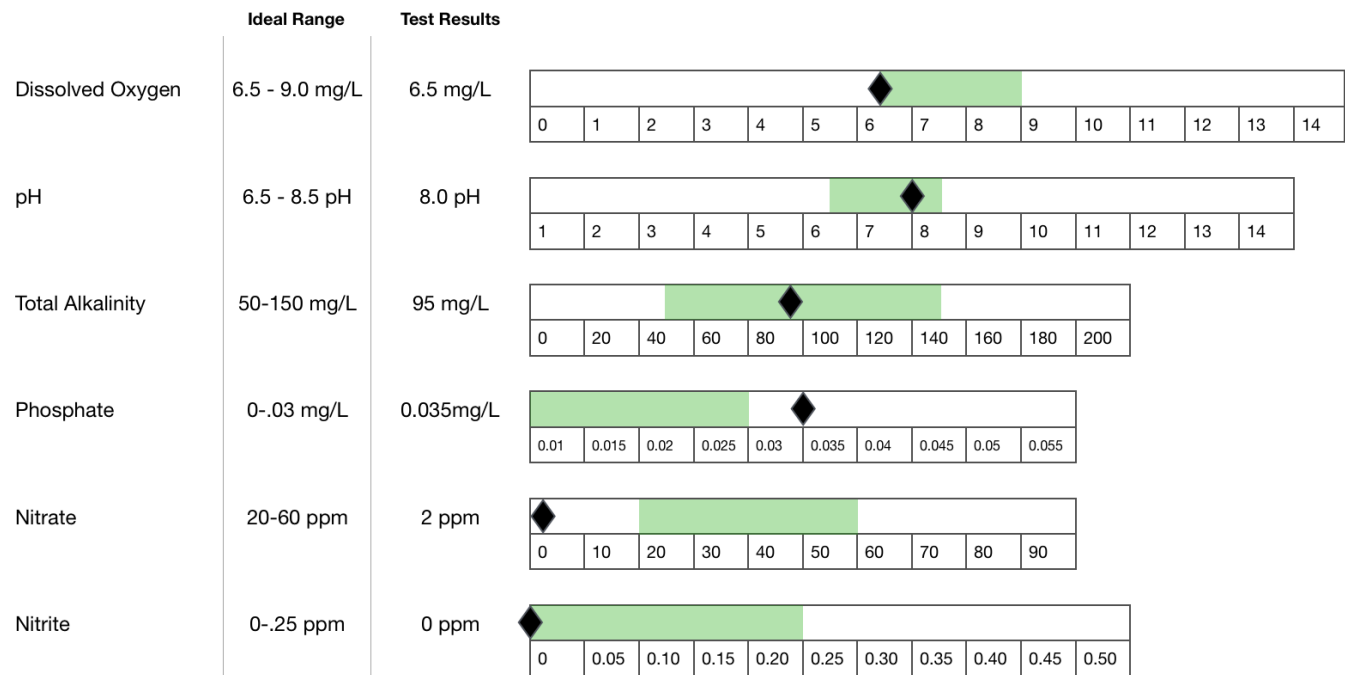 Ideal Range Test Results
Dissolved Oxygen 6.5 - 9.0 mg/L 6.5 mg/L
0 1 2 3 4 5 6 7 8 9 10 11 12 13 14
pH 6.5 - 8.5 pH 8.0 pH
1 2 3 4 5 6 7 8 9 10 11 12 13 14
Total Alkalinity 50-150 mg/L 95 mg/L
0 20 40 60 80 100 120 140 160 180 200
Phosphate 0-.03 mg/L 0.035mg/L
0.01 0.015 0.02 0.025 0.03 0.035 0.04 0.045 0.05 0.055
Nitrate 20-60 ppm 2 ppm
0 10 20 30 40 50 60 70 80 90
Nitrite 0-.25 ppm 0 ppm
0 0.05 0.10 0.15 0.20 0.25 0.30 0.35 0.40 0.45 0.50